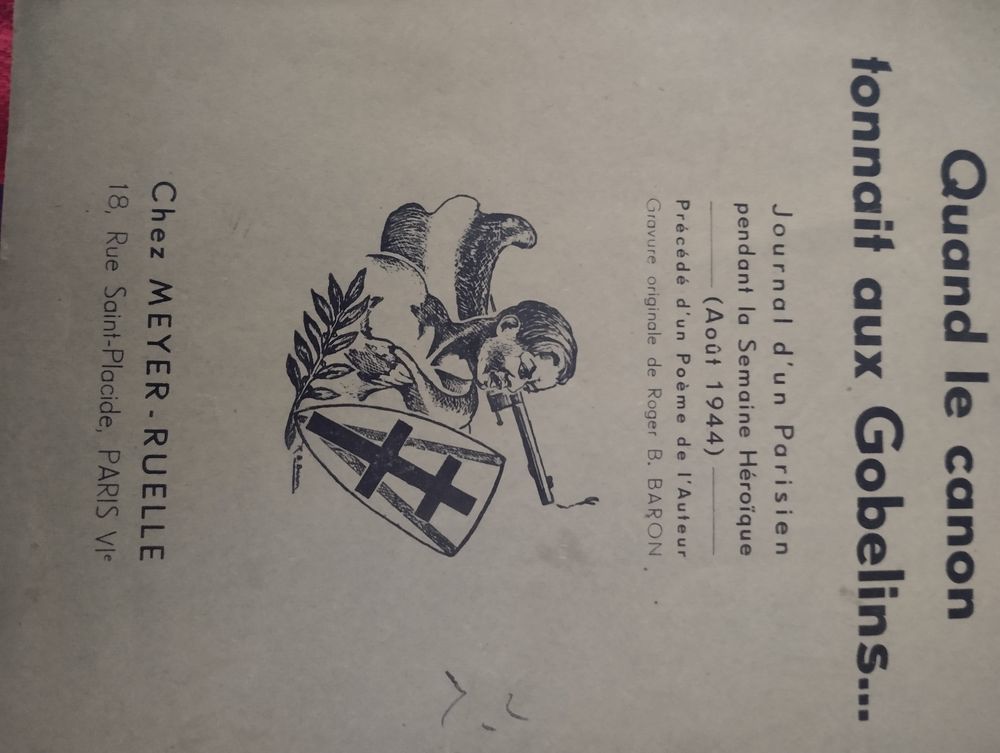 Quand le canon
tonnait aux Gobelins...
Journal d'un Parisien
pendant la Semaine Héroïque
(Août 1944)
Précédé d'un Poème de l'Auteur
Gravure originale de Roger B. BARON
Chez MEYER-RUELLE
18, Rue Saint-Placide, PARIS VIe